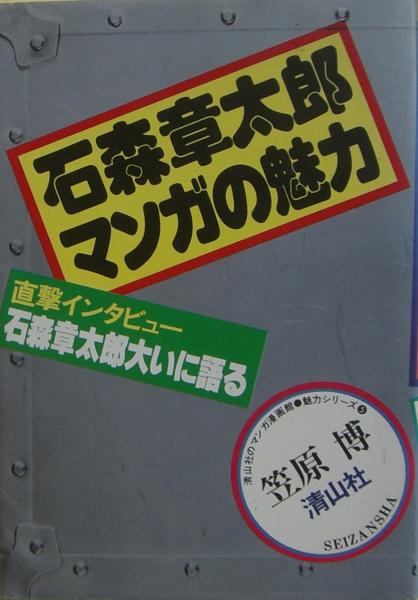 石森章太郎
マンガの魅力
直撃インタビュー
石森章太郎大いに語る
清山社のマンガ漫画館●魅力シリーズ3
笠原 博
清山社
SEIZANSHA